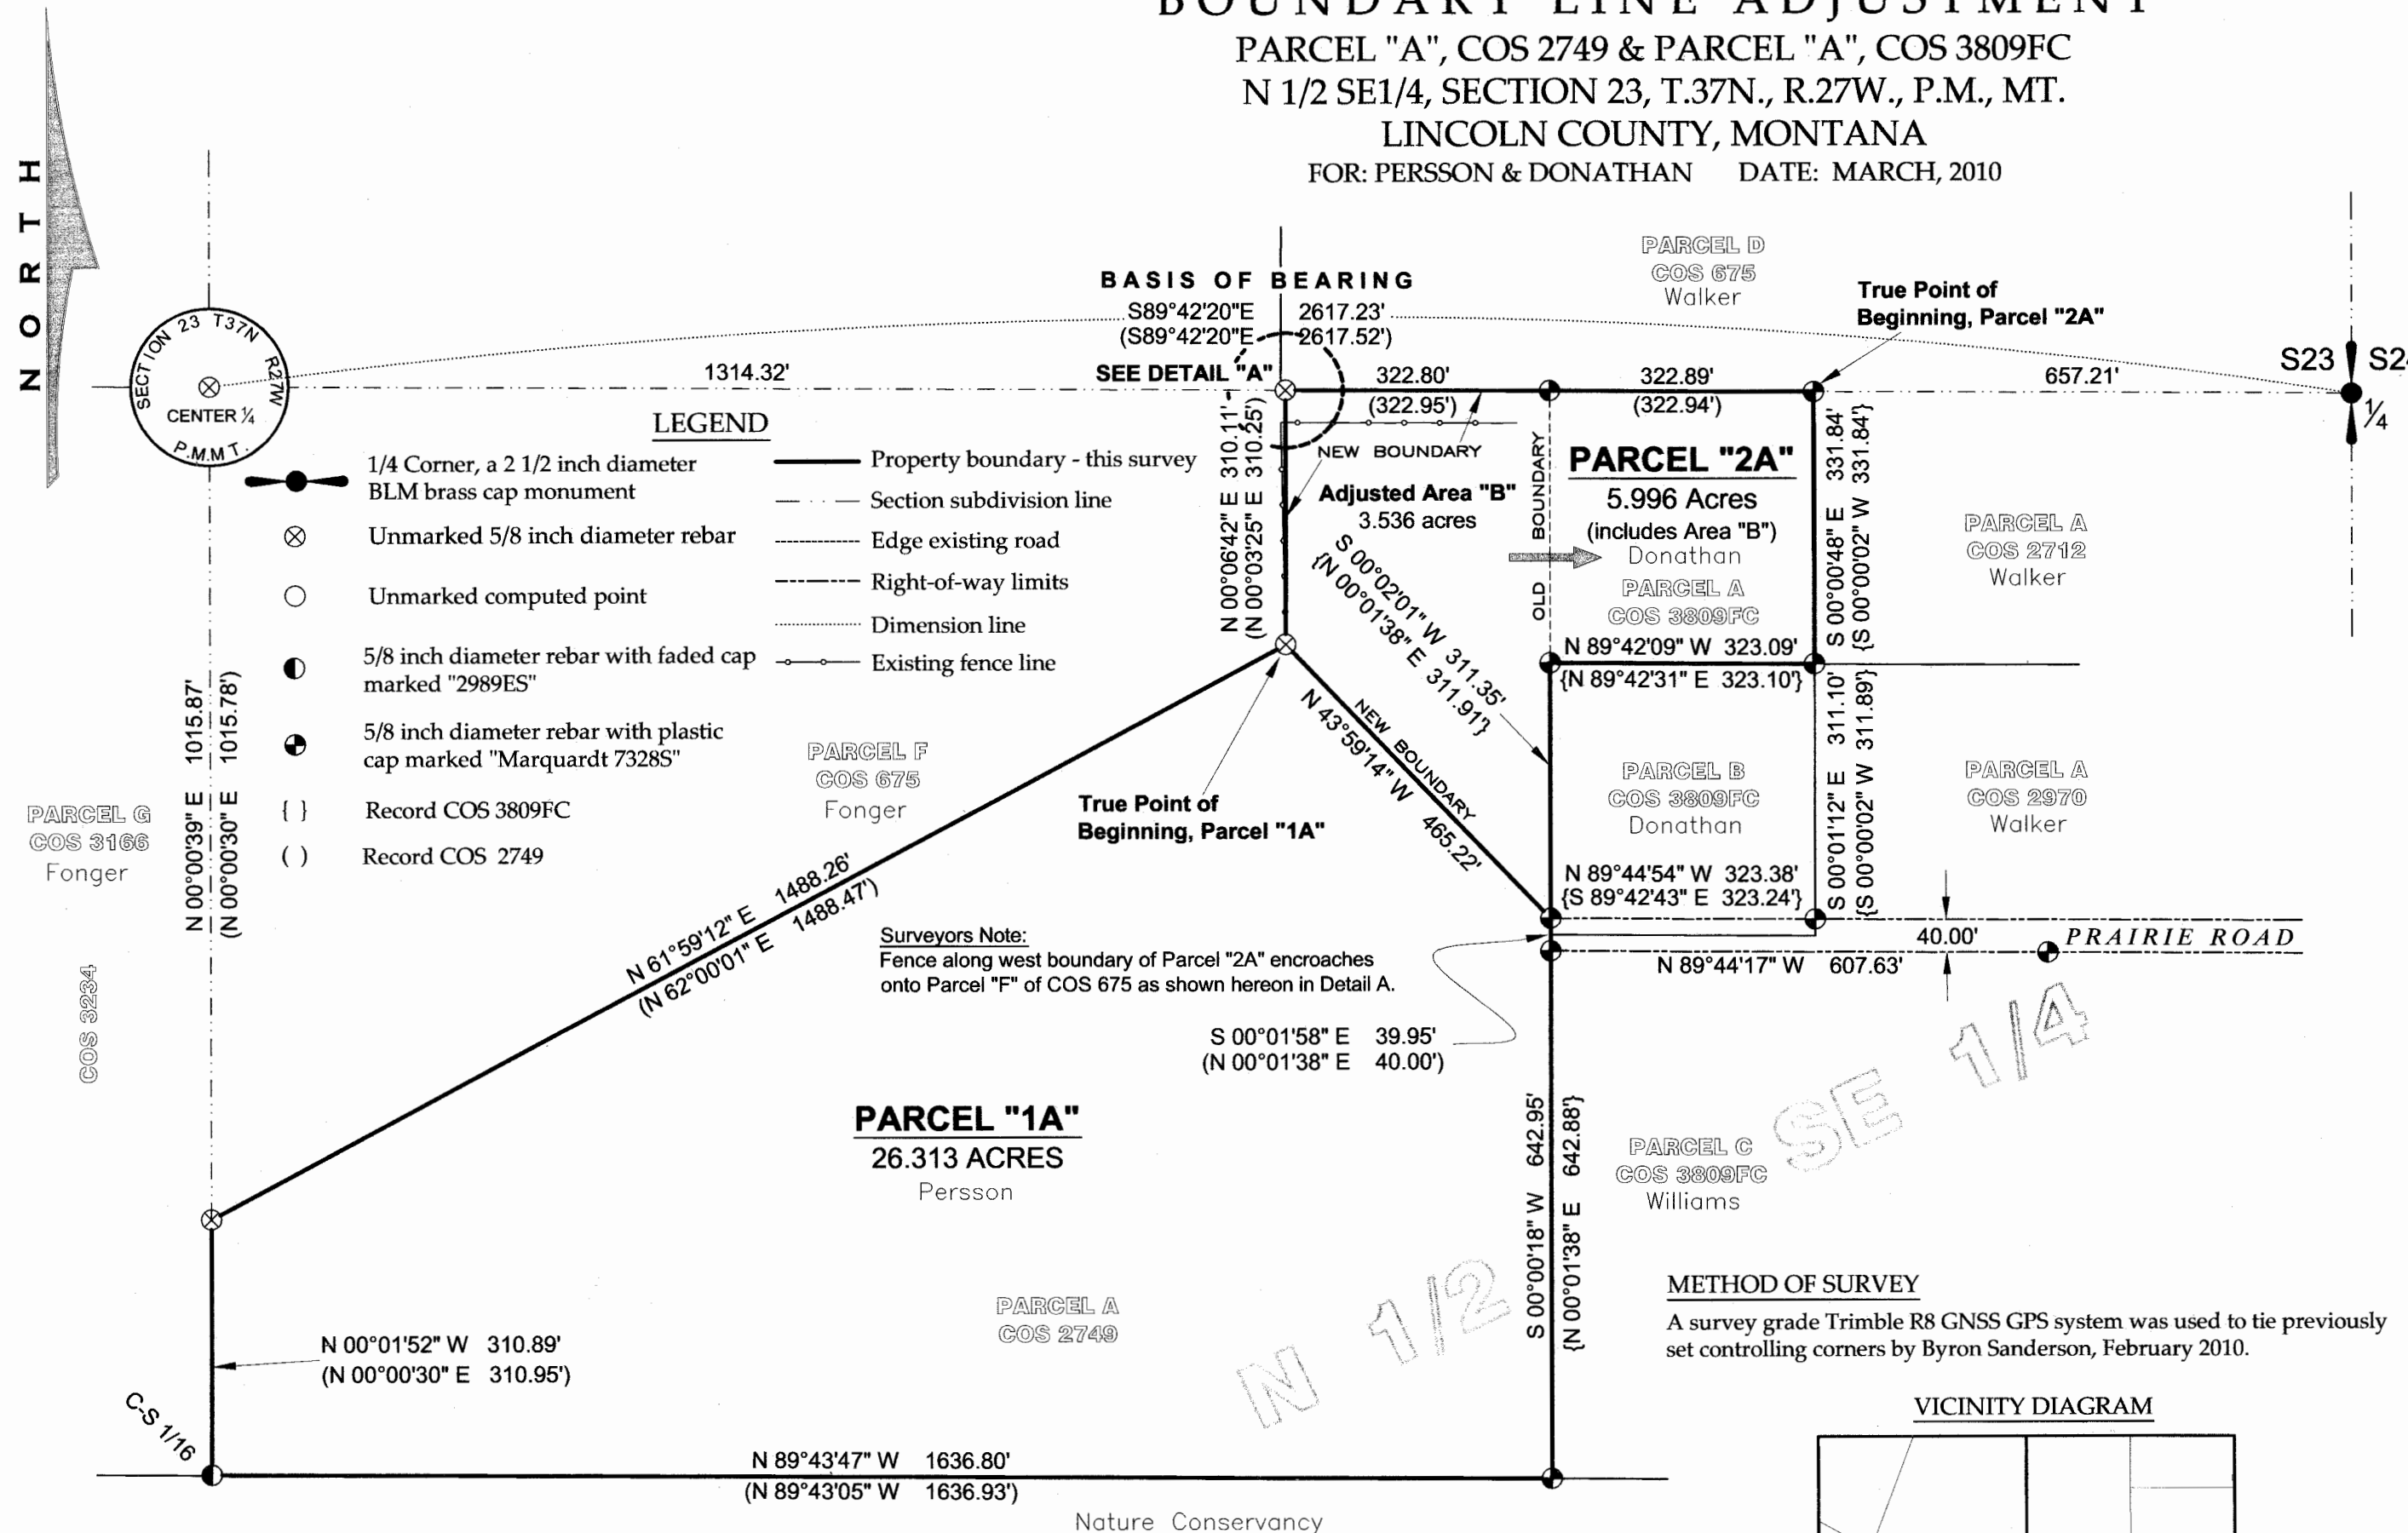 BOUNDARY LINE ADJUSTMENT
PARCEL "A", COS 2749 & PARCEL "A", COS 3809FC
N 1/2 SE1/4, SECTION 23, T.37N., R.27W., P.M., MT.
LINCOLN COUNTY, MONTANA
FOR: PERSSON & DONATHAN DATE: MARCH, 2010
NORTH
SECTION 23 T37N R27W
CENTER ¼
P.M.M T.
BASIS OF BEARING
S89°42'20"E 2617.23'
(S89°42'20"E 2617.52')
SEE DETAIL "A"
1314.32'
322.80'
(322.95')
322.89'
(322.94')
657.21'
PARCEL D
COS 675
Walker
True Point of
Beginning, Parcel "2A"
S23
1/4
LEGEND
1/4 Corner, a 2 1/2 inch diameter
BLM brass cap monument
Unmarked 5/8 inch diameter rebar
Unmarked computed point
5/8 inch diameter rebar with faded cap
marked "2989ES"
5/8 inch diameter rebar with plastic
cap marked "Marquardt 7328S"
{ } Record COS 3809FC
( ) Record COS 2749
Property boundary - this survey
Section subdivision line
Edge existing road
Right-of-way limits
Dimension line
Existing fence line
N 00°06'42" E 310.11'
(N 00°03'25" E 310.25')
NEW BOUNDARY
Adjusted Area "B"
3.536 acres
OLD BOUNDARY
PARCEL "2A"
5.996 Acres
(includes Area "B")
Donathan
PARCEL A
COS 3809FC
N 89°42'09" W 323.09'
{N 89°42'31" E 323.10'}
S 00°00'48" E 331.84'
{S 00°00'02" W 331.84'}
PARCEL A
COS 2712
Walker
S 00°02'01" W 311.35'
{N 00°01'38" E 311.91'}
NEW BOUNDARY
N 43°59'14" W 465.22'
PARCEL B
COS 3809FC
Donathan
N 89°44'54" W 323.38'
{S 89°42'43" E 323.24'}
S 00°01'12" E 311.10'
{S 00°00'02" W 311.89'}
PARCEL A
COS 2970
Walker
40.00'
PRAIRIE ROAD
N 89°44'17" W 607.63'
N 00°00'39" E 1015.87'
(N 00°00'30" E 1015.78')
PARCEL G
COS 3166
Fonger
COS 3234
PARCEL F
COS 675
Fonger
True Point of
Beginning, Parcel "1A"
N 61°59'12" E 1488.26'
(N 62°00'01" E 1488.47')
Surveyors Note:
Fence along west boundary of Parcel "2A" encroaches
onto Parcel "F" of COS 675 as shown hereon in Detail A.
S 00°01'58" E 39.95'
(N 00°01'38" E 40.00')
PARCEL "1A"
26.313 ACRES
Persson
PARCEL A
COS 2749
N 1/2 SE 1/4
S 00°00'18" W 642.95'
{N 00°01'38" E 642.88'}
PARCEL C
COS 3809FC
Williams
N 00°01'52" W 310.89'
(N 00°00'30" E 310.95')
C-S 1/16
N 89°43'47" W 1636.80'
(N 89°43'05" W 1636.93')
Nature Conservancy
METHOD OF SURVEY
A survey grade Trimble R8 GNSS GPS system was used to tie previously
set controlling corners by Byron Sanderson, February 2010.
VICINITY DIAGRAM